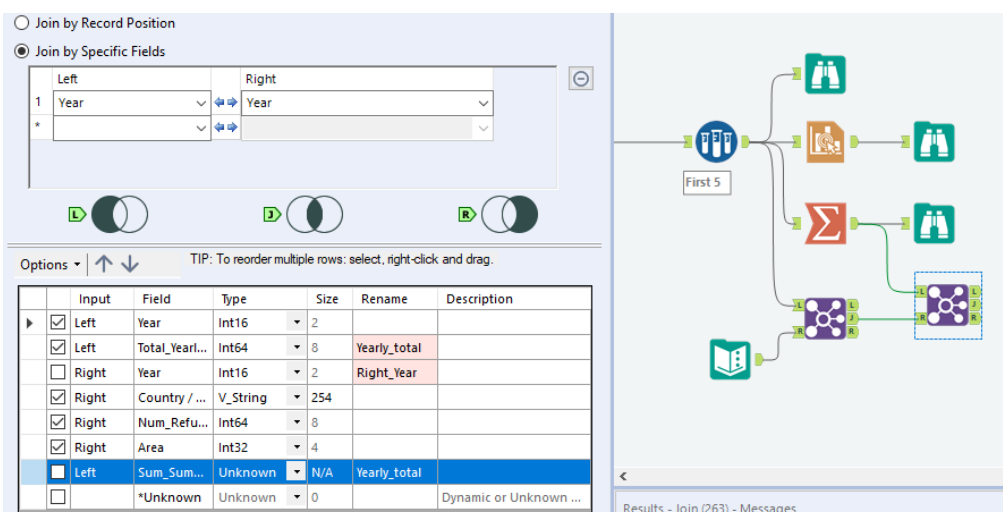 Join by Record Position
Join by Specific Fields
Left Right
1 Year Year
*
L J R
Options TIP: To reorder multiple rows: select, right-click and drag.
Input Field Type Size Rename Description
Left Year Int16 2
Left Total_Yearl... Int64 8 Yearly_total
Right Year Int16 2 Right_Year
Right Country / ... V_String 254
Right Num_Refu... Int64 8
Right Area Int32 4
Left Sum_Sum... Unknown N/A Yearly_total
*Unknown Unknown 0 Dynamic or Unknown ...
First 5
L L
J
R R
L L
J
R R
Results - Join (263) - Messages